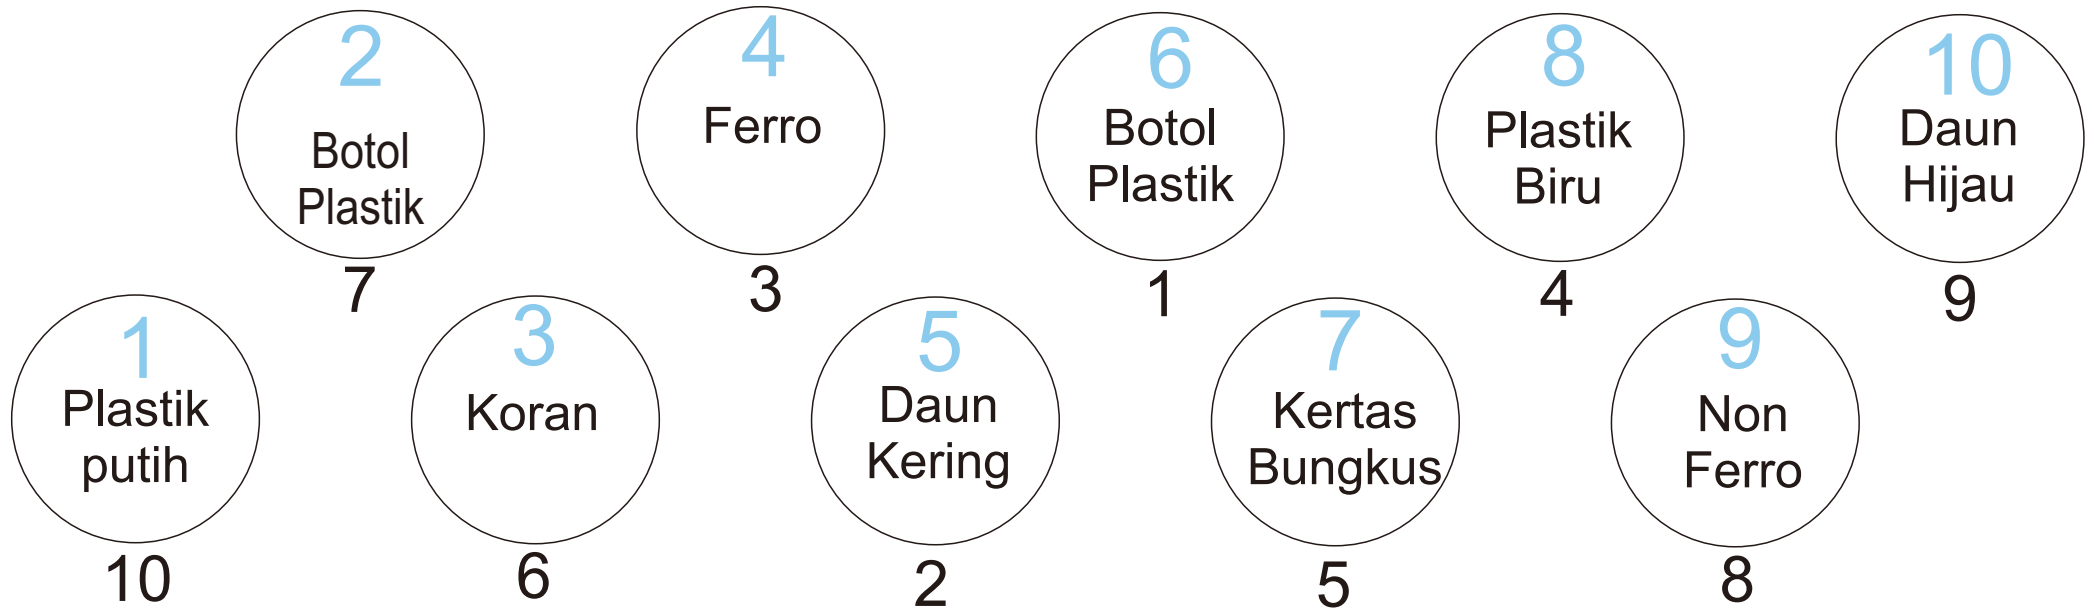 2
Botol
Plastik
7
4
Ferro
3
6
Botol
Plastik
1
8
Plastik
Biru
4
10
Daun
Hijau
9
1
Plastik
putih
10
3
Koran
6
5
Daun
Kering
2
7
Kertas
Bungkus
5
9
Non
Ferro
8